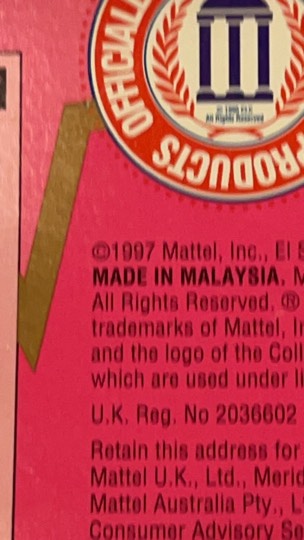 OFFICIALL
PRODUCTS
All Rights Reserved
©1997 Mattel, Inc., El S
MADE IN MALAYSIA. M
All Rights Reserved. ®
trademarks of Mattel, I
and the logo of the Coll
which are used under li
U.K. Reg. No 2036602
Retain this address for
Mattel U.K., Ltd., Merid
Mattel Australia Pty., L
Consumer Advisory Se